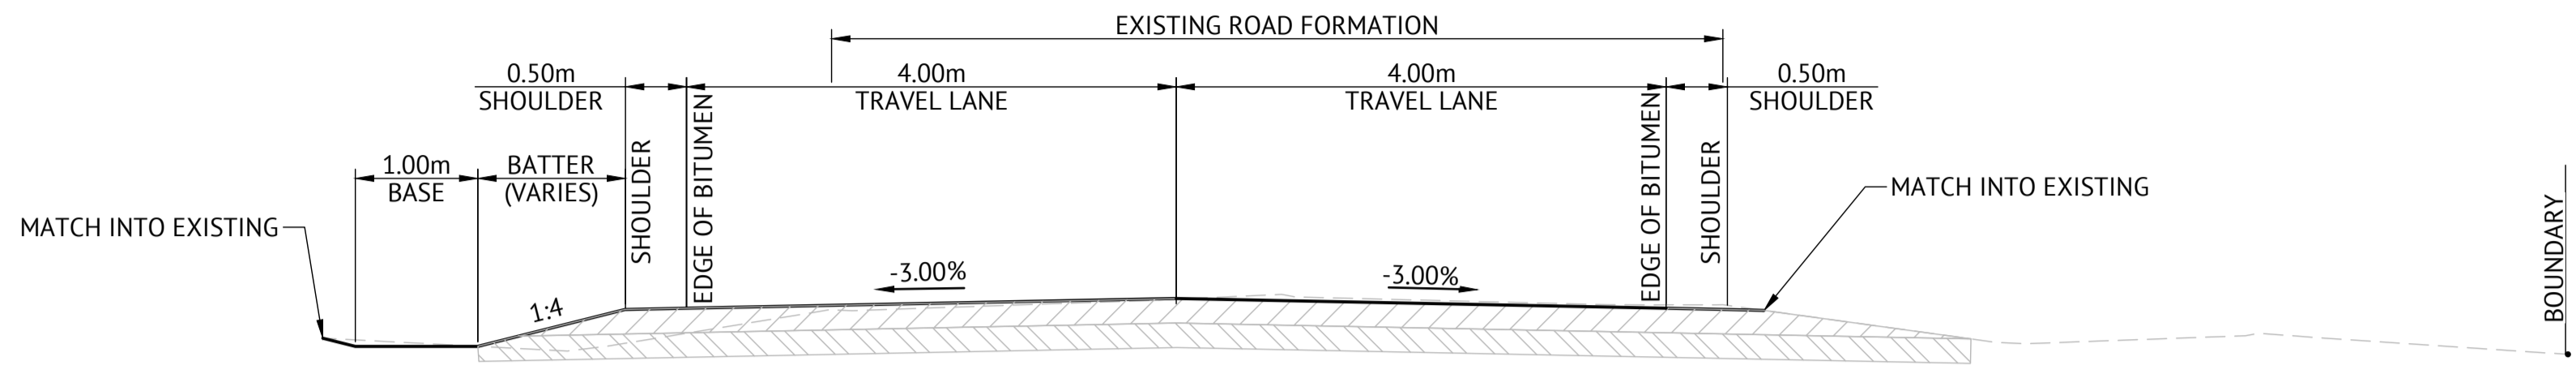 EXISTING ROAD FORMATION
0.50m
SHOULDER
4.00m
TRAVEL LANE
4.00m
TRAVEL LANE
0.50m
SHOULDER
1.00m
BASE
BATTER
(VARIES)
SHOULDER
EDGE OF BITUMEN
EDGE OF BITUMEN
SHOULDER
MATCH INTO EXISTING
MATCH INTO EXISTING
BOUNDARY
1:4
-3.00%
-3.00%